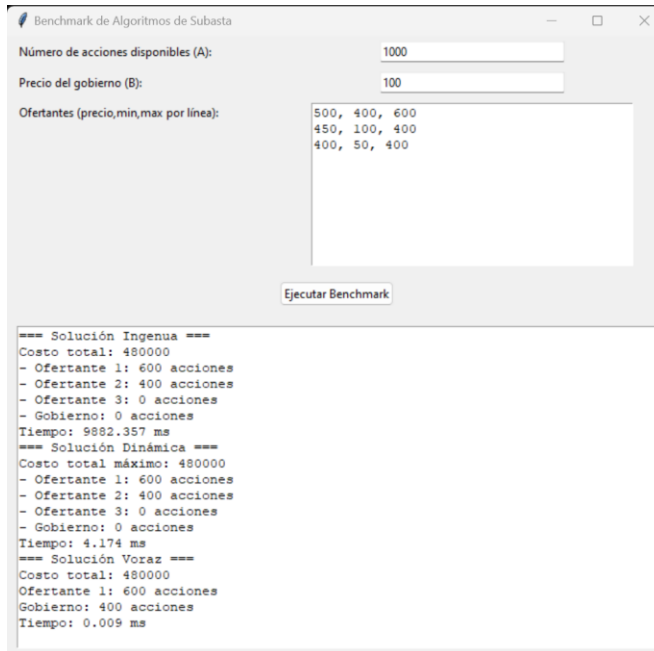 Benchmark de Algoritmos de Subasta
Número de acciones disponibles (A): 1000
Precio del gobierno (B): 100
Ofertantes (precio,min,max por línea):
500, 400, 600
450, 100, 400
400, 50, 400
Ejecutar Benchmark
=== Solución Ingenua ===
Costo total: 480000
- Ofertante 1: 600 acciones
- Ofertante 2: 400 acciones
- Ofertante 3: 0 acciones
- Gobierno: 0 acciones
Tiempo: 9882.357 ms
=== Solución Dinámica ===
Costo total máximo: 480000
- Ofertante 1: 600 acciones
- Ofertante 2: 400 acciones
- Ofertante 3: 0 acciones
- Gobierno: 0 acciones
Tiempo: 4.174 ms
=== Solución Voraz ===
Costo total: 480000
Ofertante 1: 600 acciones
Gobierno: 400 acciones
Tiempo: 0.009 ms